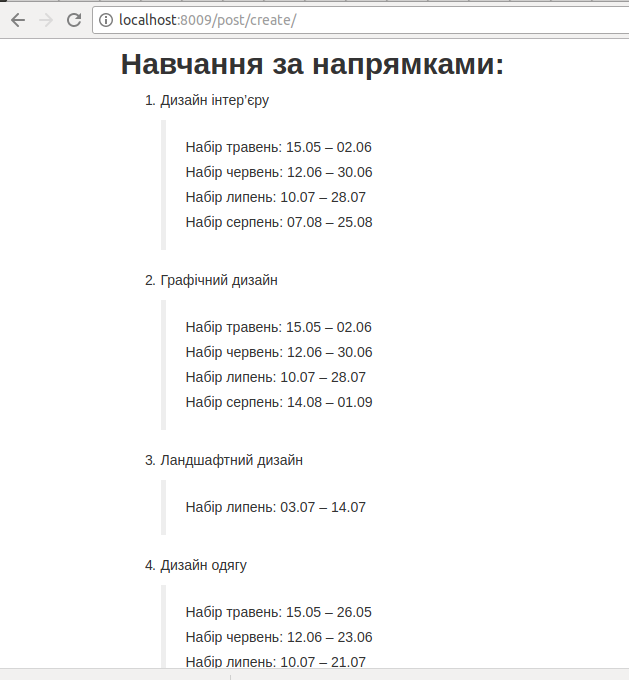 localhost:8009/post/create/
Навчання за напрямками:
1. Дизайн інтер’єру
Набір травень: 15.05 – 02.06
Набір червень: 12.06 – 30.06
Набір липень: 10.07 – 28.07
Набір серпень: 07.08 – 25.08
2. Графічний дизайн
Набір травень: 15.05 – 02.06
Набір червень: 12.06 – 30.06
Набір липень: 10.07 – 28.07
Набір серпень: 14.08 – 01.09
3. Ландшафтний дизайн
Набір липень: 03.07 – 14.07
4. Дизайн одягу
Набір травень: 15.05 – 26.05
Набір червень: 12.06 – 23.06
Набір липень: 10.07 – 21.07